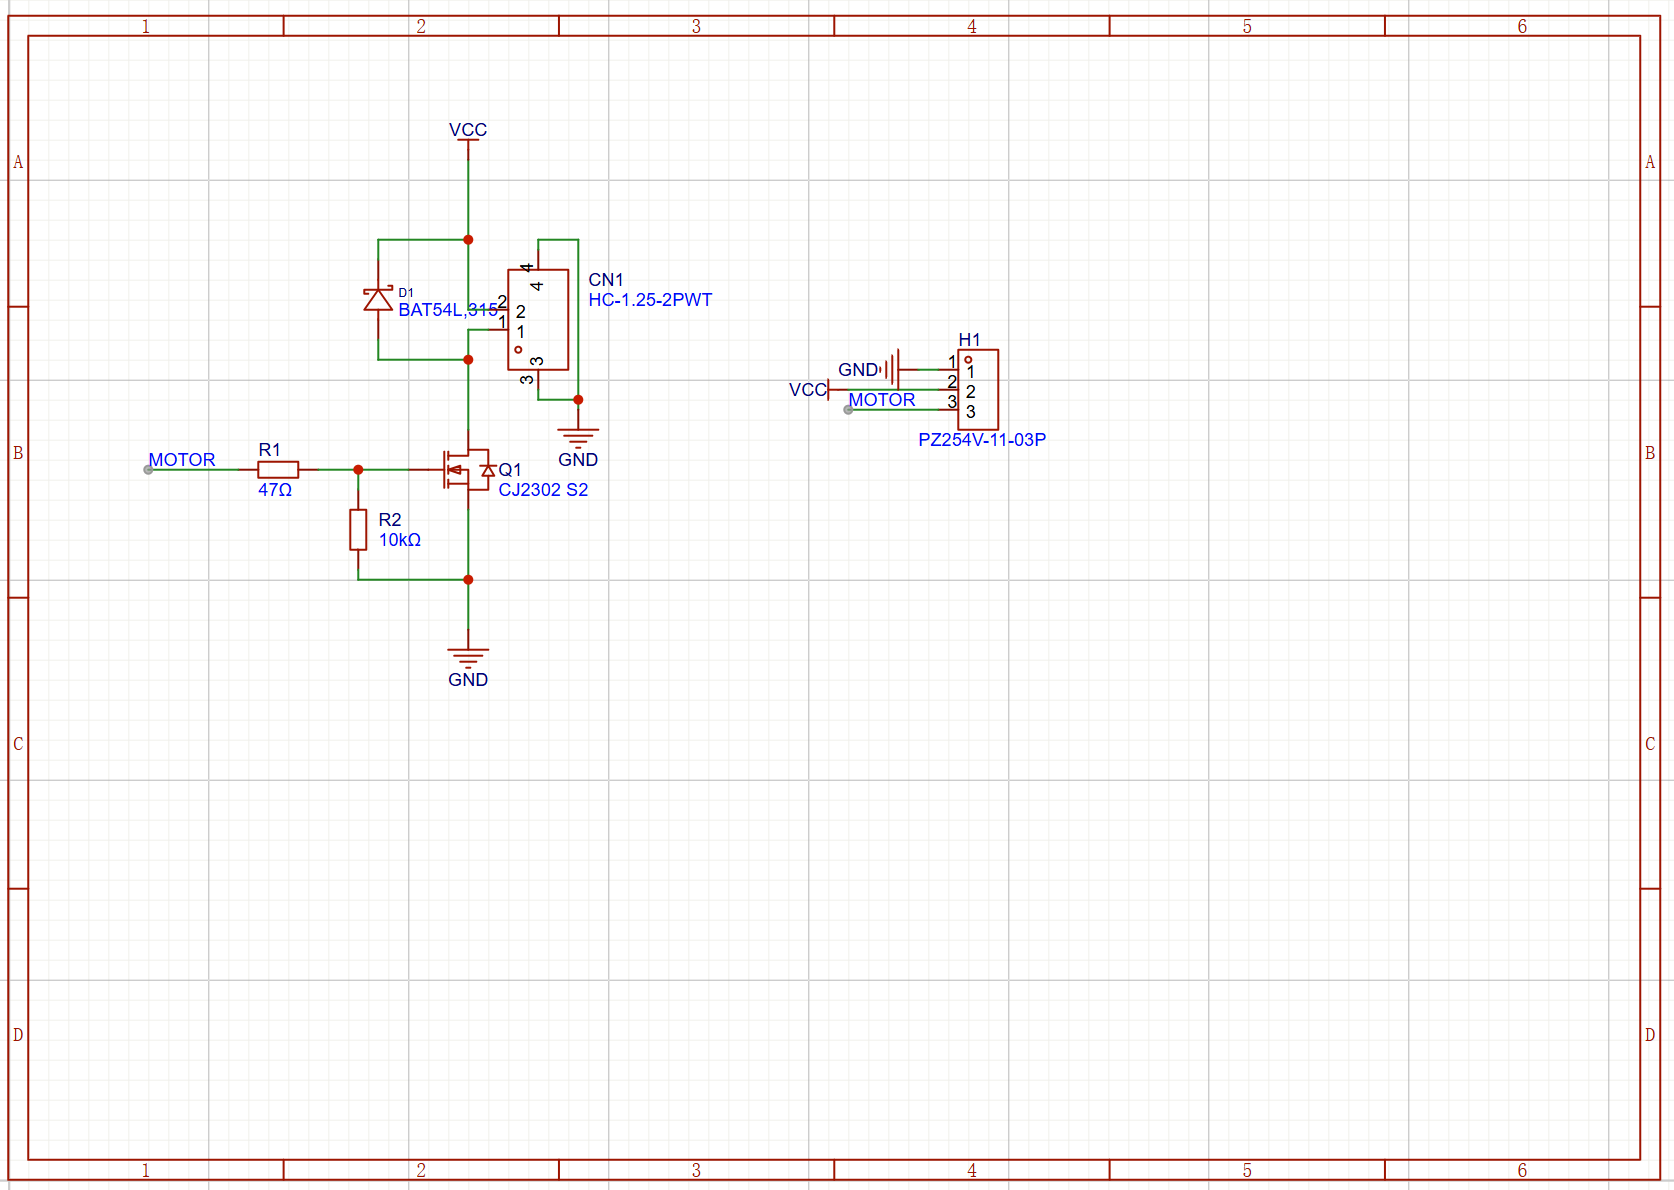 1 2 3 4 5 6
A A
VCC
4
4
D1
BAT54L,315
2
2
1
1
3
3
CN1
HC-1.25-2PWT
H1
GND
VCC
MOTOR
1
1
2
2
3
3
PZ254V-11-03P
B B
GND
MOTOR
R1
47Ω
Q1
CJ2302 S2
R2
10kΩ
GND
C C
D D
1 2 3 4 5 6